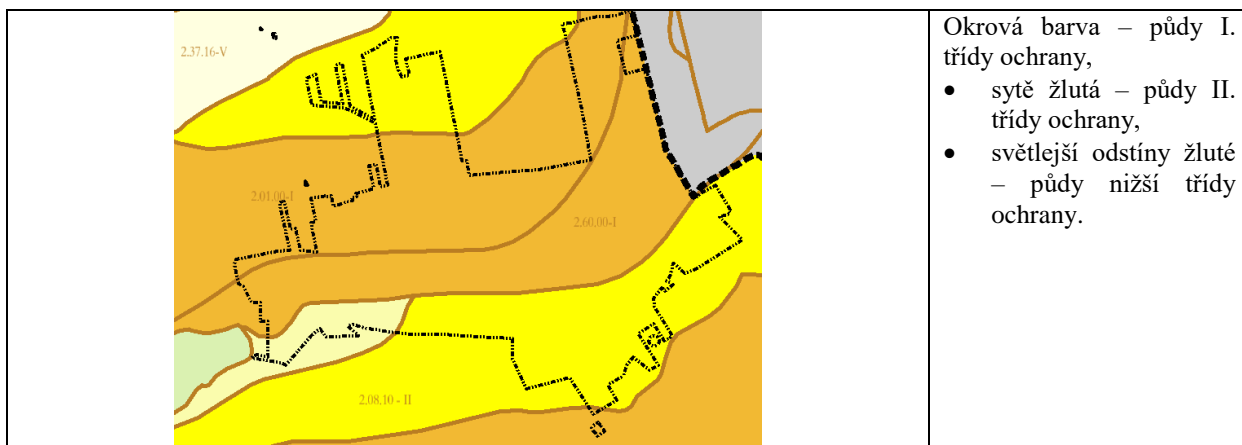 2.37.16-V
2.01.00-I
2.60.00-I
2.08.10 - II
Okrová barva – půdy I.
třídy ochrany,
• sytě žlutá – půdy II.
třídy ochrany,
• světlejší odstíny žluté
– půdy nižší třídy
ochrany.